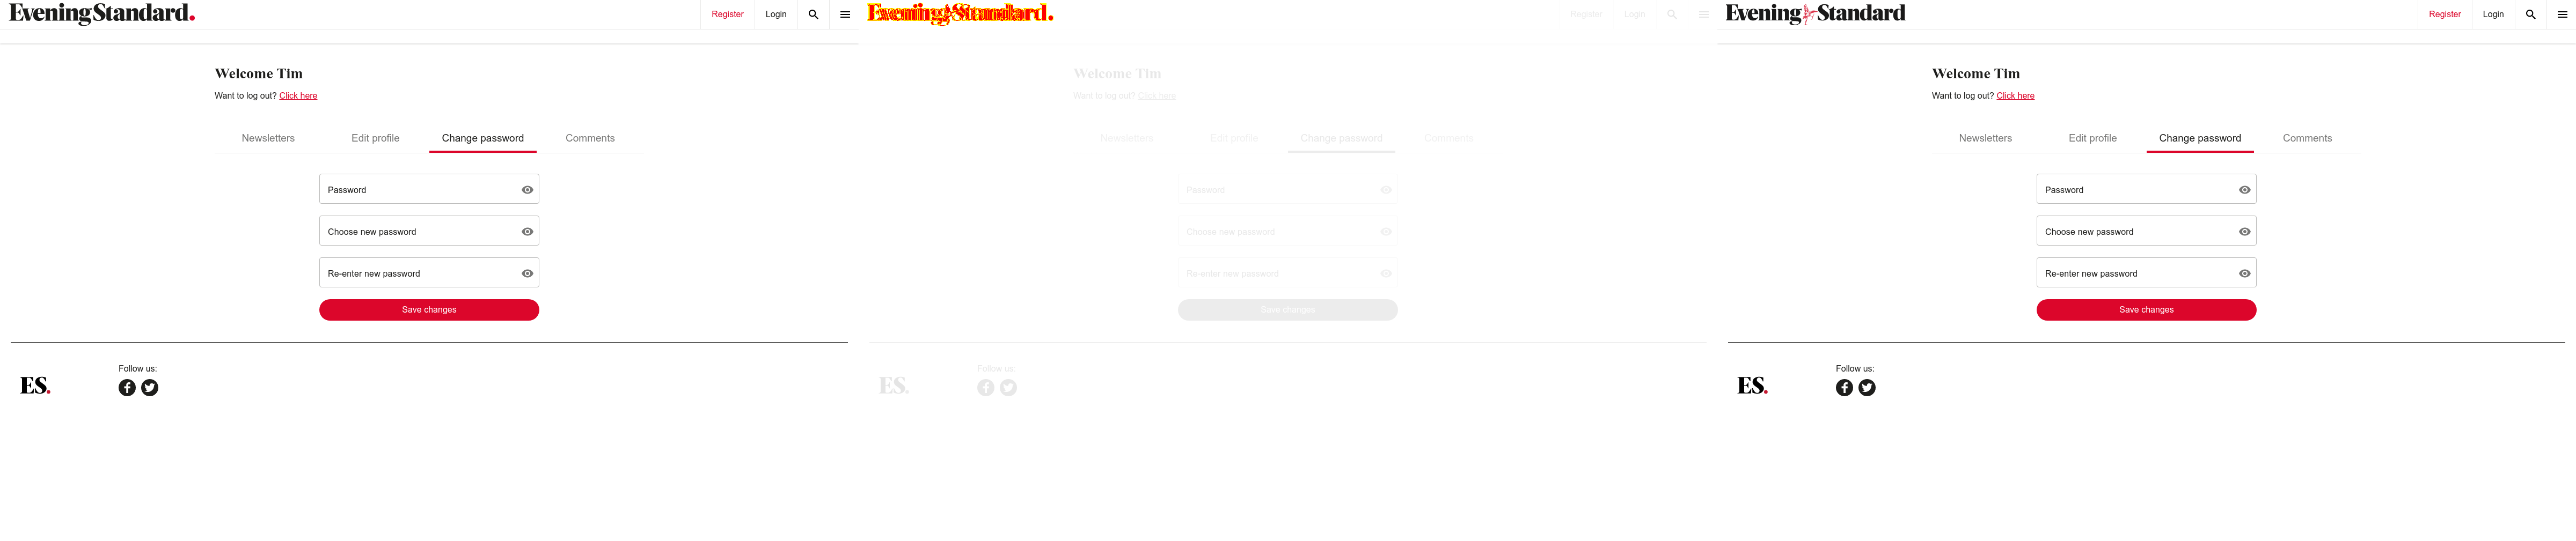 Evening Standard.
Register Login
Welcome Tim
Want to log out? Click here
Newsletters Edit profile Change password Comments
Password
Choose new password
Re-enter new password
Save changes
Follow us:
ES.
Evening Standard.
Register Login
Welcome Tim
Want to log out? Click here
Newsletters Edit profile Change password Comments
Password
Choose new password
Re-enter new password
Save changes
Follow us:
ES.
Evening Standard
Register Login
Welcome Tim
Want to log out? Click here
Newsletters Edit profile Change password Comments
Password
Choose new password
Re-enter new password
Save changes
Follow us:
ES.